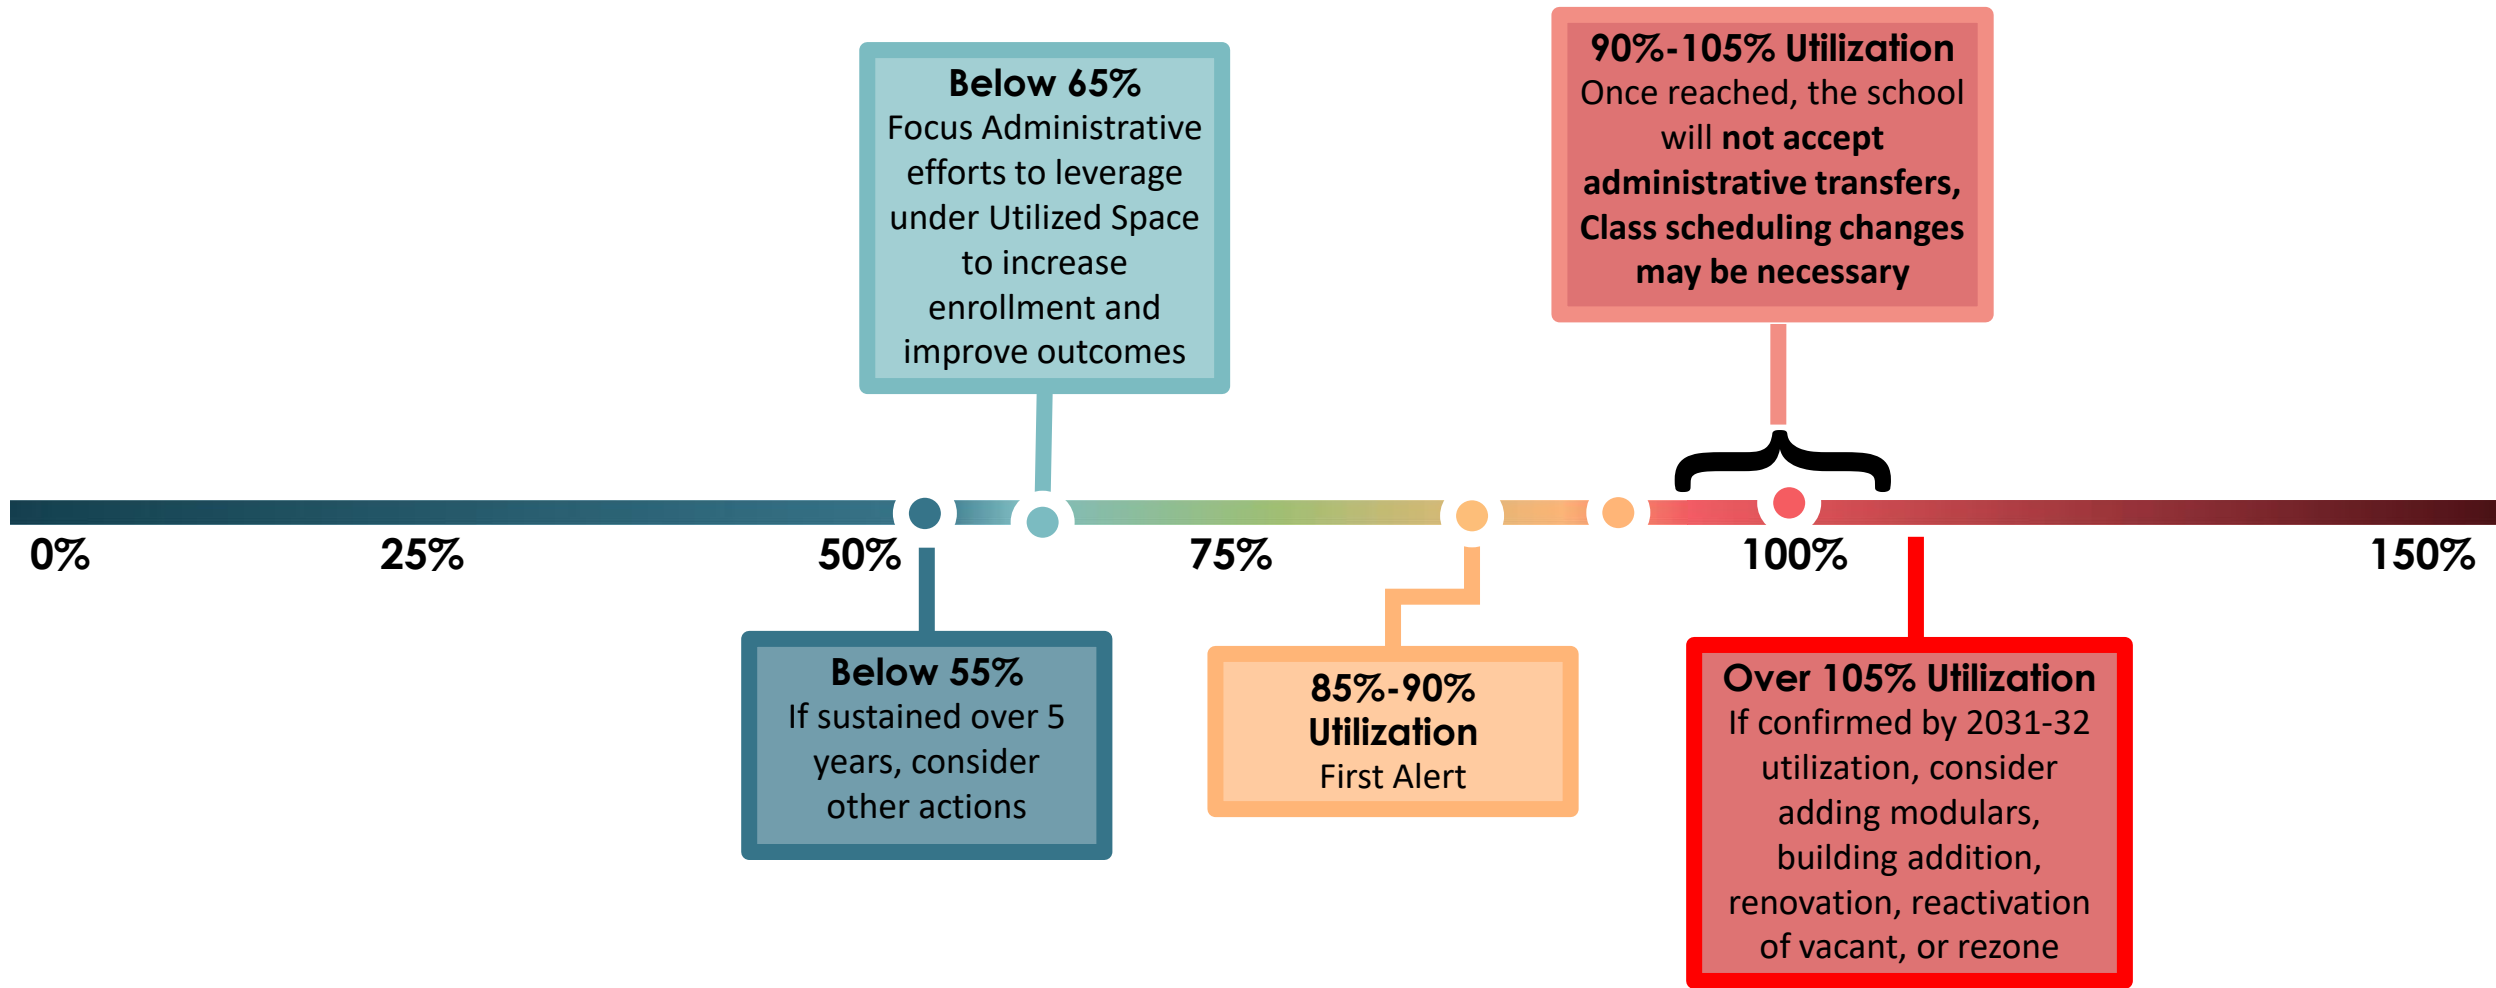 Below 65%
Focus Administrative
efforts to leverage
under Utilized Space
to increase
enrollment and
improve outcomes
90%-105% Utilization
Once reached, the school
will not accept
administrative transfers,
Class scheduling changes
may be necessary
0%
25%
50%
75%
100%
150%
Below 55%
If sustained over 5
years, consider
other actions
85%-90%
Utilization
First Alert
Over 105% Utilization
If confirmed by 2031-32
utilization, consider
adding modulars,
building addition,
renovation, reactivation
of vacant, or rezone